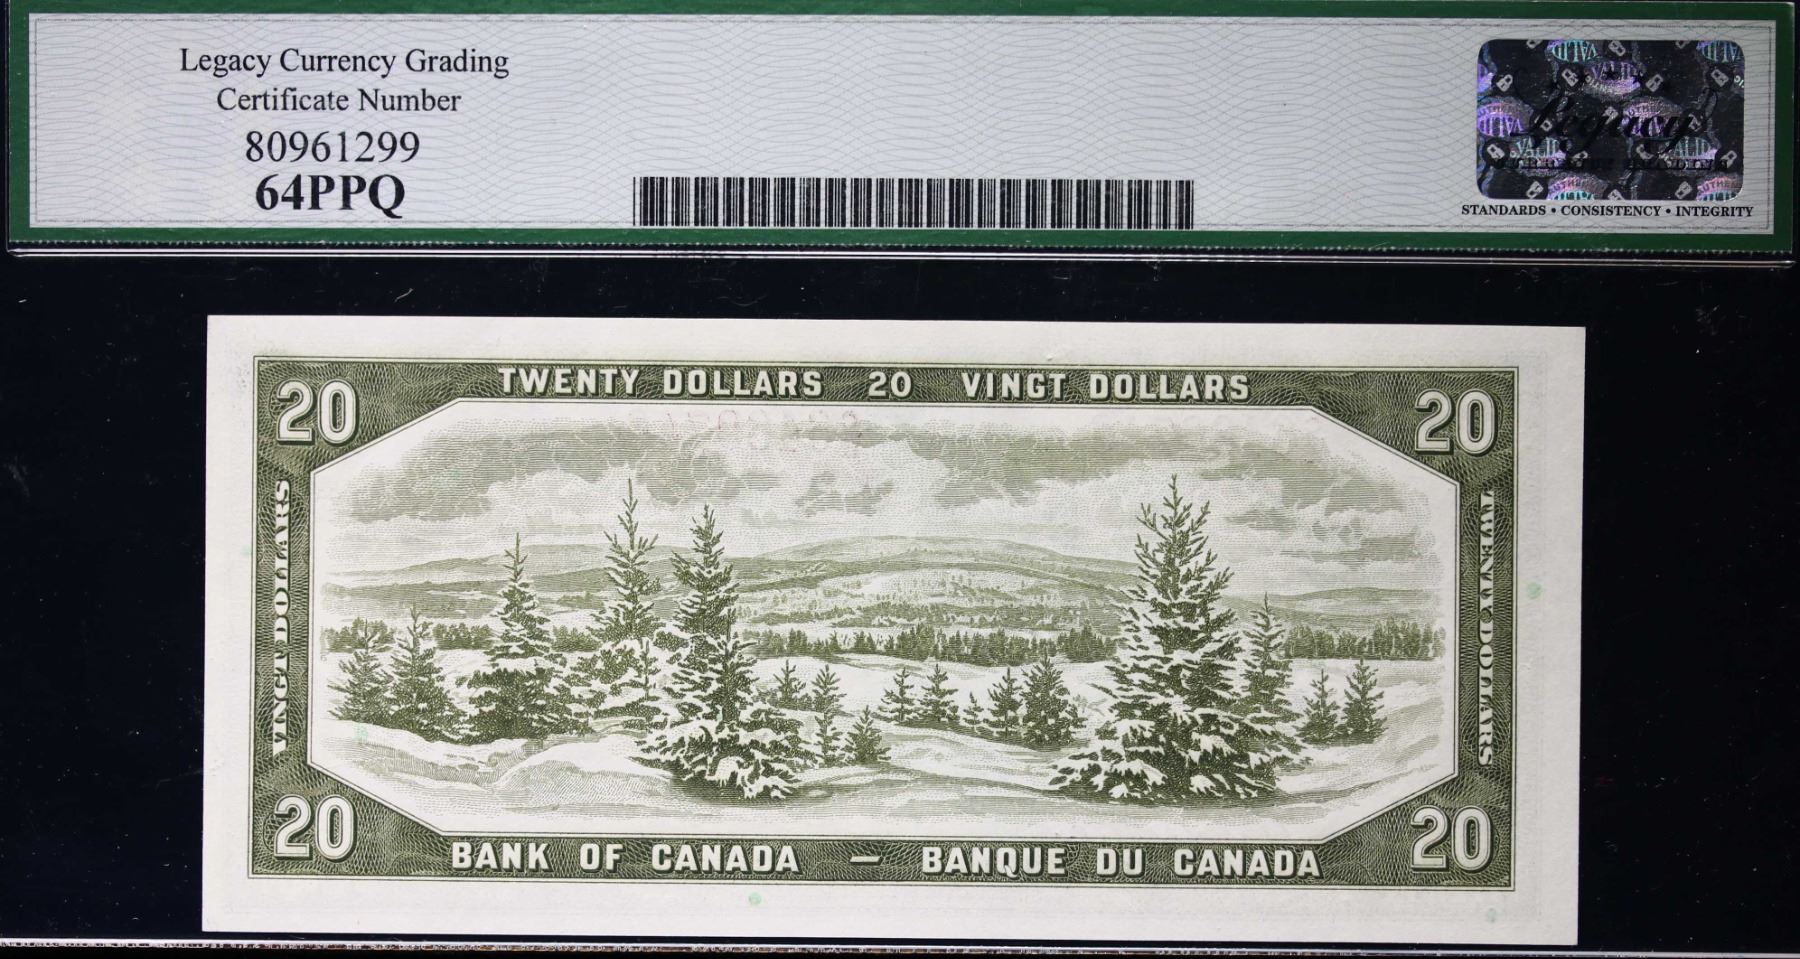 Legacy Currency Grading
Certificate Number
80961299
64PPQ
Legacy
STANDARDS • CONSISTENCY • INTEGRITY
TWENTY DOLLARS 20 VINGT DOLLARS
20
20
VINGT DOLLARS
TWENTY DOLLARS
20
20
BANK OF CANADA — BANQUE DU CANADA